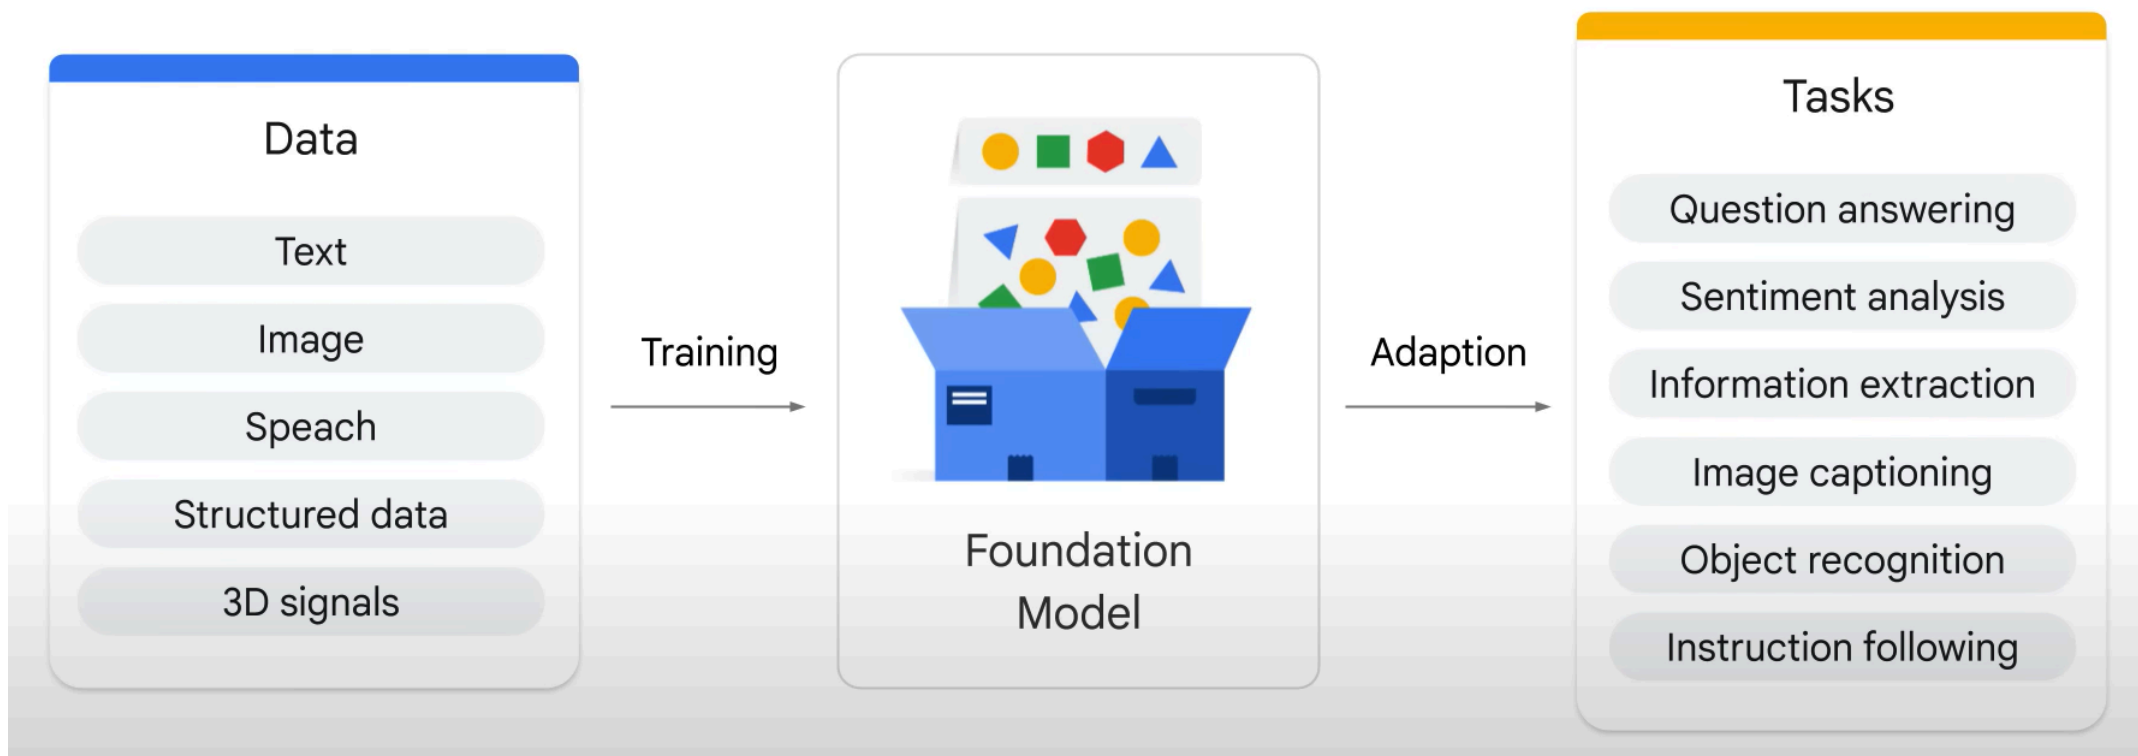 Data
Text
Image
Speach
Structured data
3D signals
Training
Foundation
Model
Adaption
Tasks
Question answering
Sentiment analysis
Information extraction
Image captioning
Object recognition
Instruction following